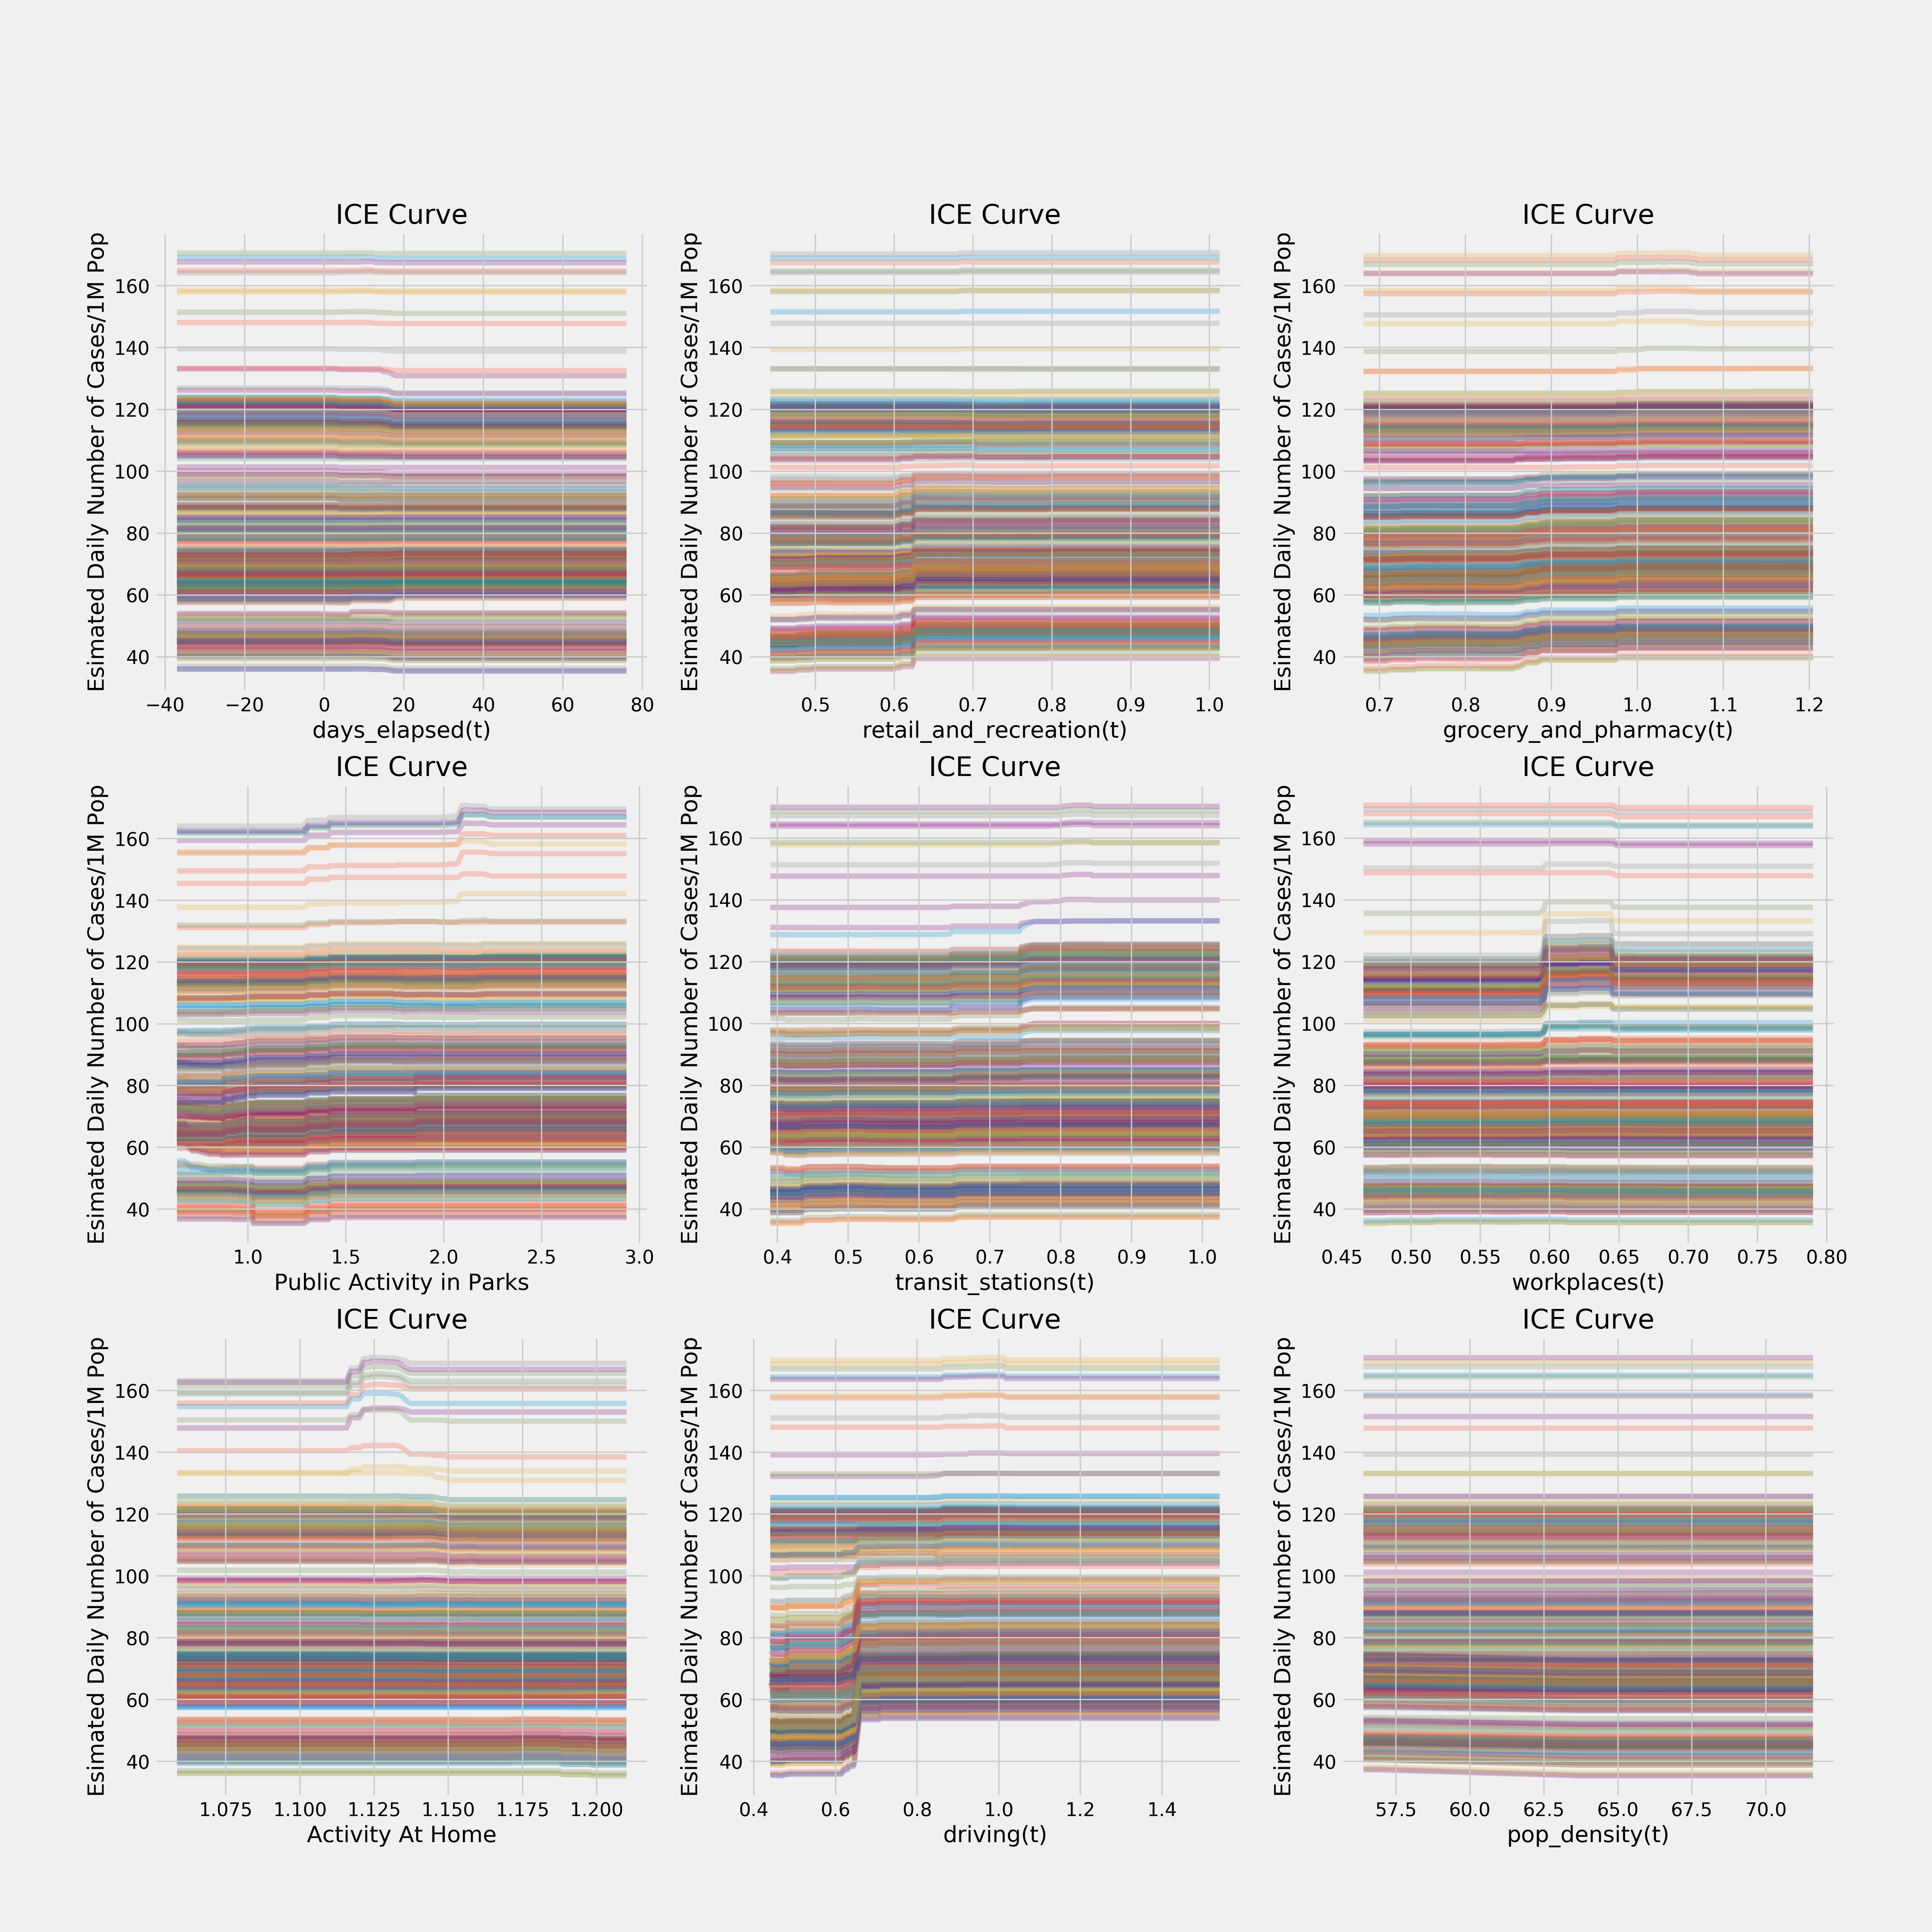 ICE Curve ICE Curve ICE Curve
Esimated Daily Number of Cases/1M Pop
160
140
120
100
80
60
40
−40 −20 0 20 40 60 80
days_elapsed(t)
Esimated Daily Number of Cases/1M Pop
160
140
120
100
80
60
40
0.5 0.6 0.7 0.8 0.9 1.0
retail_and_recreation(t)
Esimated Daily Number of Cases/1M Pop
160
140
120
100
80
60
40
0.7 0.8 0.9 1.0 1.1 1.2
grocery_and_pharmacy(t)
ICE Curve ICE Curve ICE Curve
Esimated Daily Number of Cases/1M Pop
160
140
120
100
80
60
40
1.0 1.5 2.0 2.5 3.0
Public Activity in Parks
Esimated Daily Number of Cases/1M Pop
160
140
120
100
80
60
40
0.4 0.5 0.6 0.7 0.8 0.9 1.0
transit_stations(t)
Esimated Daily Number of Cases/1M Pop
160
140
120
100
80
60
40
0.45 0.50 0.55 0.60 0.65 0.70 0.75 0.80
workplaces(t)
ICE Curve ICE Curve ICE Curve
Esimated Daily Number of Cases/1M Pop
160
140
120
100
80
60
40
1.075 1.100 1.125 1.150 1.175 1.200
Activity At Home
Esimated Daily Number of Cases/1M Pop
160
140
120
100
80
60
40
0.4 0.6 0.8 1.0 1.2 1.4
driving(t)
Esimated Daily Number of Cases/1M Pop
160
140
120
100
80
60
40
57.5 60.0 62.5 65.0 67.5 70.0
pop_density(t)